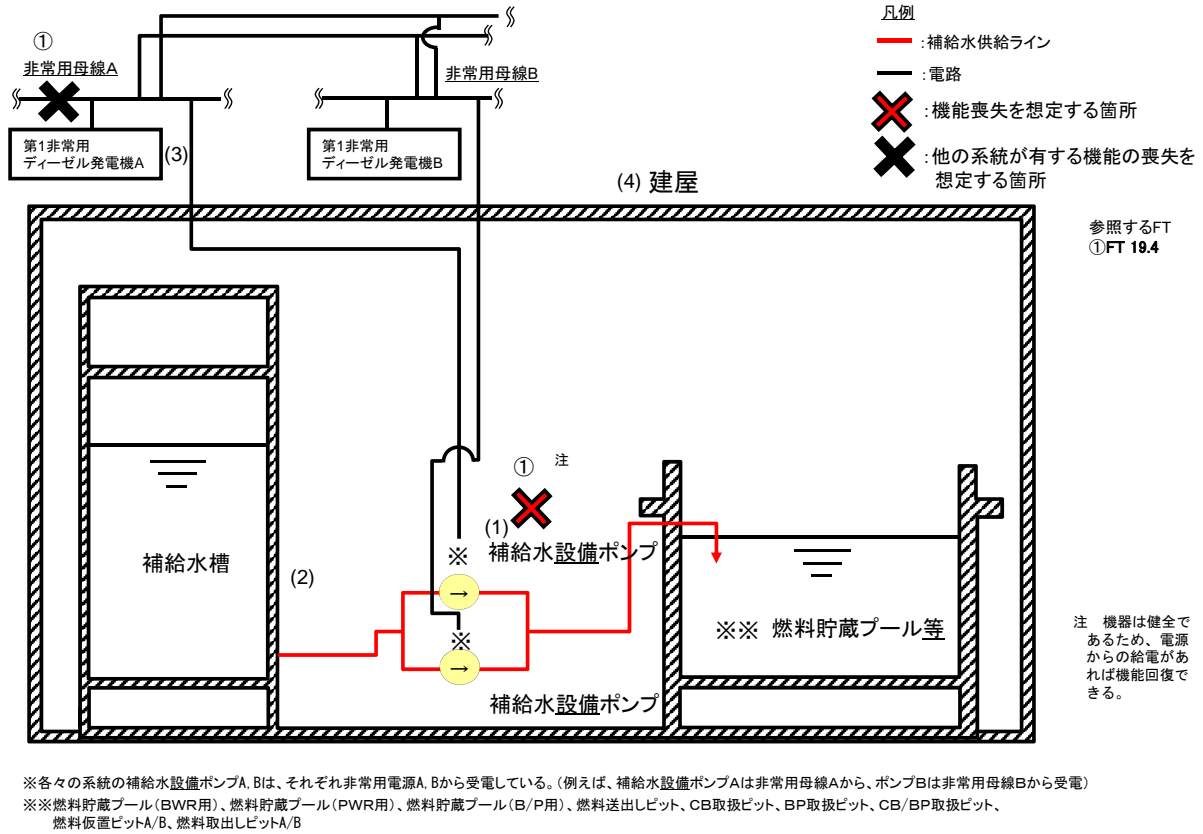 ①
非常用母線A
非常用母線B
第1非常用
ディーゼル発電機A
(3)
第1非常用
ディーゼル発電機B
凡例
:補給水供給ライン
:電路
:機能喪失を想定する箇所
:他の系統が有する機能の喪失を
想定する箇所
(4) 建屋
参照するFT
①FT 19.4
① 注
(1)
※ 補給水設備ポンプ
補給水槽
(2)
→
※
→
補給水設備ポンプ
※※ 燃料貯蔵プール等
注 機器は健全で
あるため、電源
からの給電があ
れば機能回復で
きる。
※各々の系統の補給水設備ポンプA, Bは、それぞれ非常用電源A, Bから受電している。(例えば、補給水設備ポンプAは非常用母線Aから、ポンプBは非常用母線Bから受電)
※※燃料貯蔵プール(BWR用)、燃料貯蔵プール(PWR用)、燃料貯蔵プール(B/P用)、燃料送出しピット、CB取扱ピット、BP取扱ピット、CB/BP取扱ピット、
燃料仮置ピットA/B、燃料取出しピットA/B